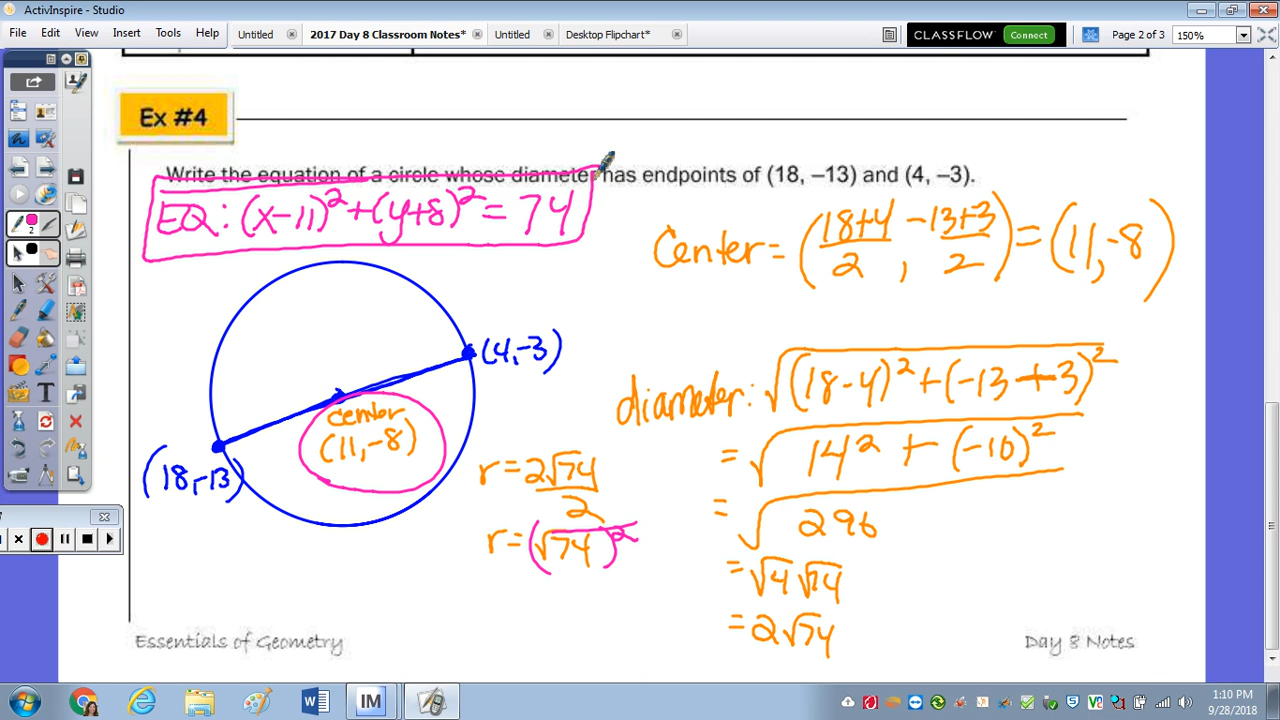 ActivInspire - Studio
File Edit View Insert Tools Help Untitled 2017 Day 8 Classroom Notes* Untitled Desktop Flipchart* CLASSFLOW Connect Page 2 of 3 150%
Ex #4
Write the equation of a circle whose diameter has endpoints of (18, –13) and (4, –3).
EQ: (x-11)² + (y+8)² = 74
Center = (18+4/2, -13+-3/2) = (11,-8)
(4,-3)
center
(11,-8)
(18,-13)
diameter: √(18-4)² + (-13+3)²
= √14² + (-10)²
= √296
= √4 √74
= 2√74
r = 2√74/2
r = (√74)²
Essentials of Geometry
Day 8 Notes
2
T
IM
W
1:10 PM
9/28/2018